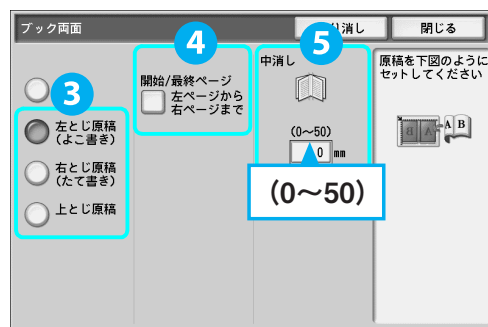 ブック両面
り消し
閉じる
3
4
5
左とじ原稿
(よこ書き)
右とじ原稿
(たて書き)
上とじ原稿
開始/最終ページ
左ページから
右ページまで
中消し
(0~50)
0 mm
(0~50)
原稿を下図のように
セットしてください
B A A B